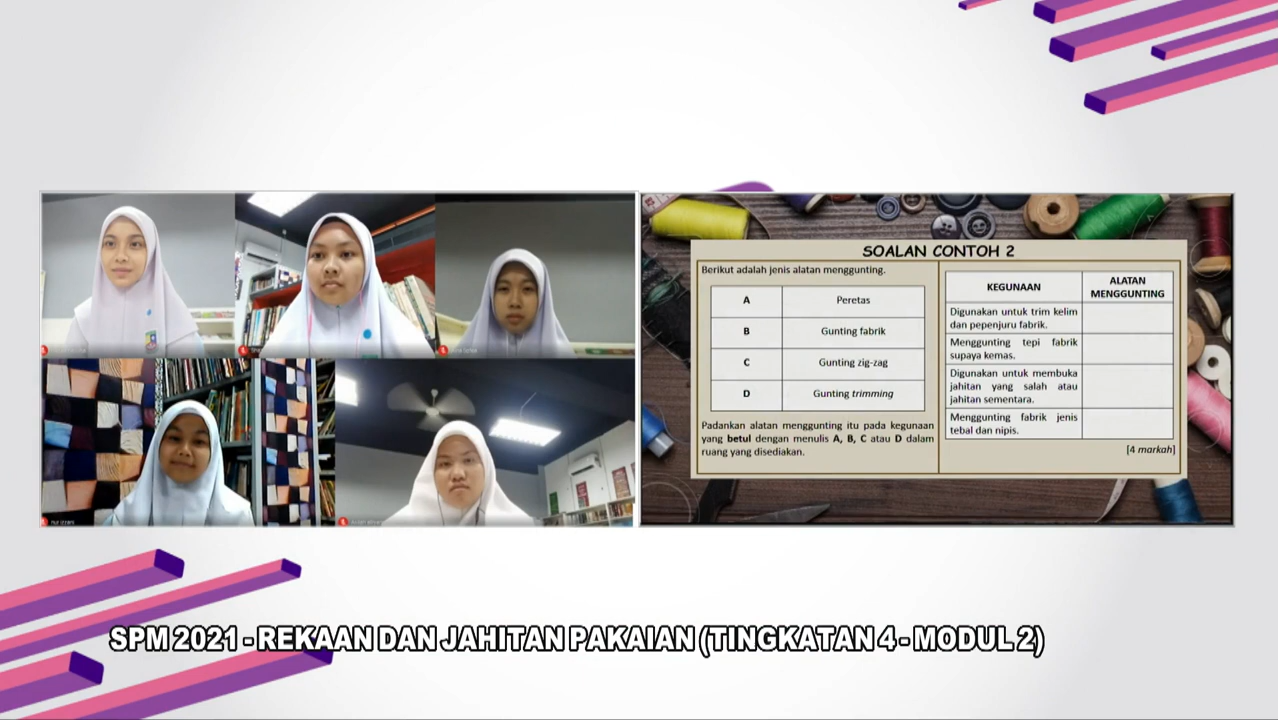 SOALAN CONTOH 2
Berikut adalah jenis alatan menggunting.
A Peretas
B Gunting fabrik
C Gunting zig-zag
D Gunting trimming
Padankan alatan menggunting itu pada kegunaan
yang betul dengan menulis A, B, C atau D dalam
ruang yang disediakan.
KEGUNAAN ALATAN
MENGGUNTING
Digunakan untuk trim kelim
dan pepenjuru fabrik.
Menggunting tepi fabrik
supaya kemas.
Digunakan untuk membuka
jahitan yang salah atau
jahitan sementara.
Menggunting fabrik jenis
tebal dan nipis.
[4 markah]
nur izzani
SPM 2021 - REKAAN DAN JAHITAN PAKAIAN (TINGKATAN 4 - MODUL 2)